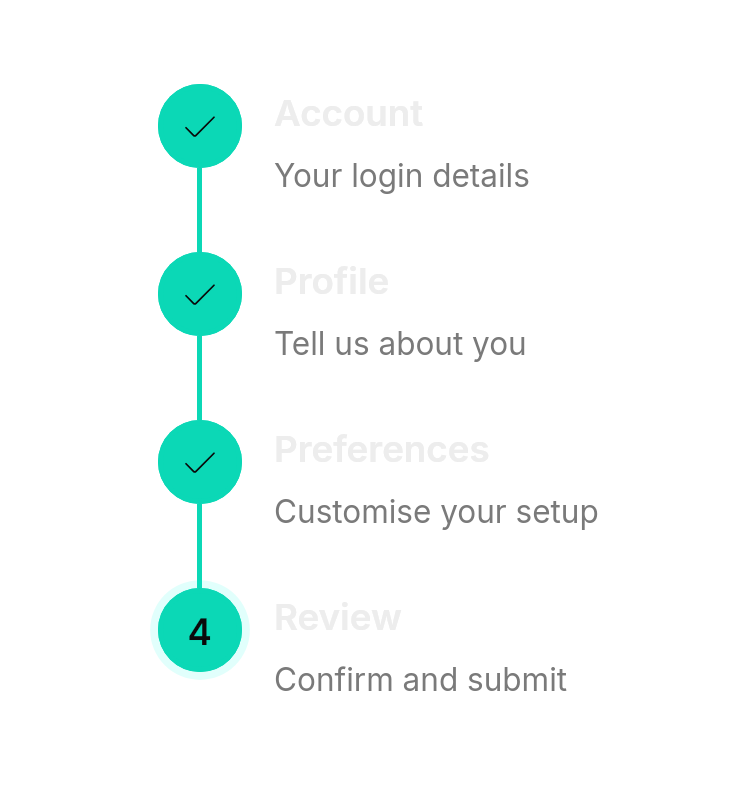 Account
Your login details
Profile
Tell us about you
Preferences
Customise your setup
4
Review
Confirm and submit